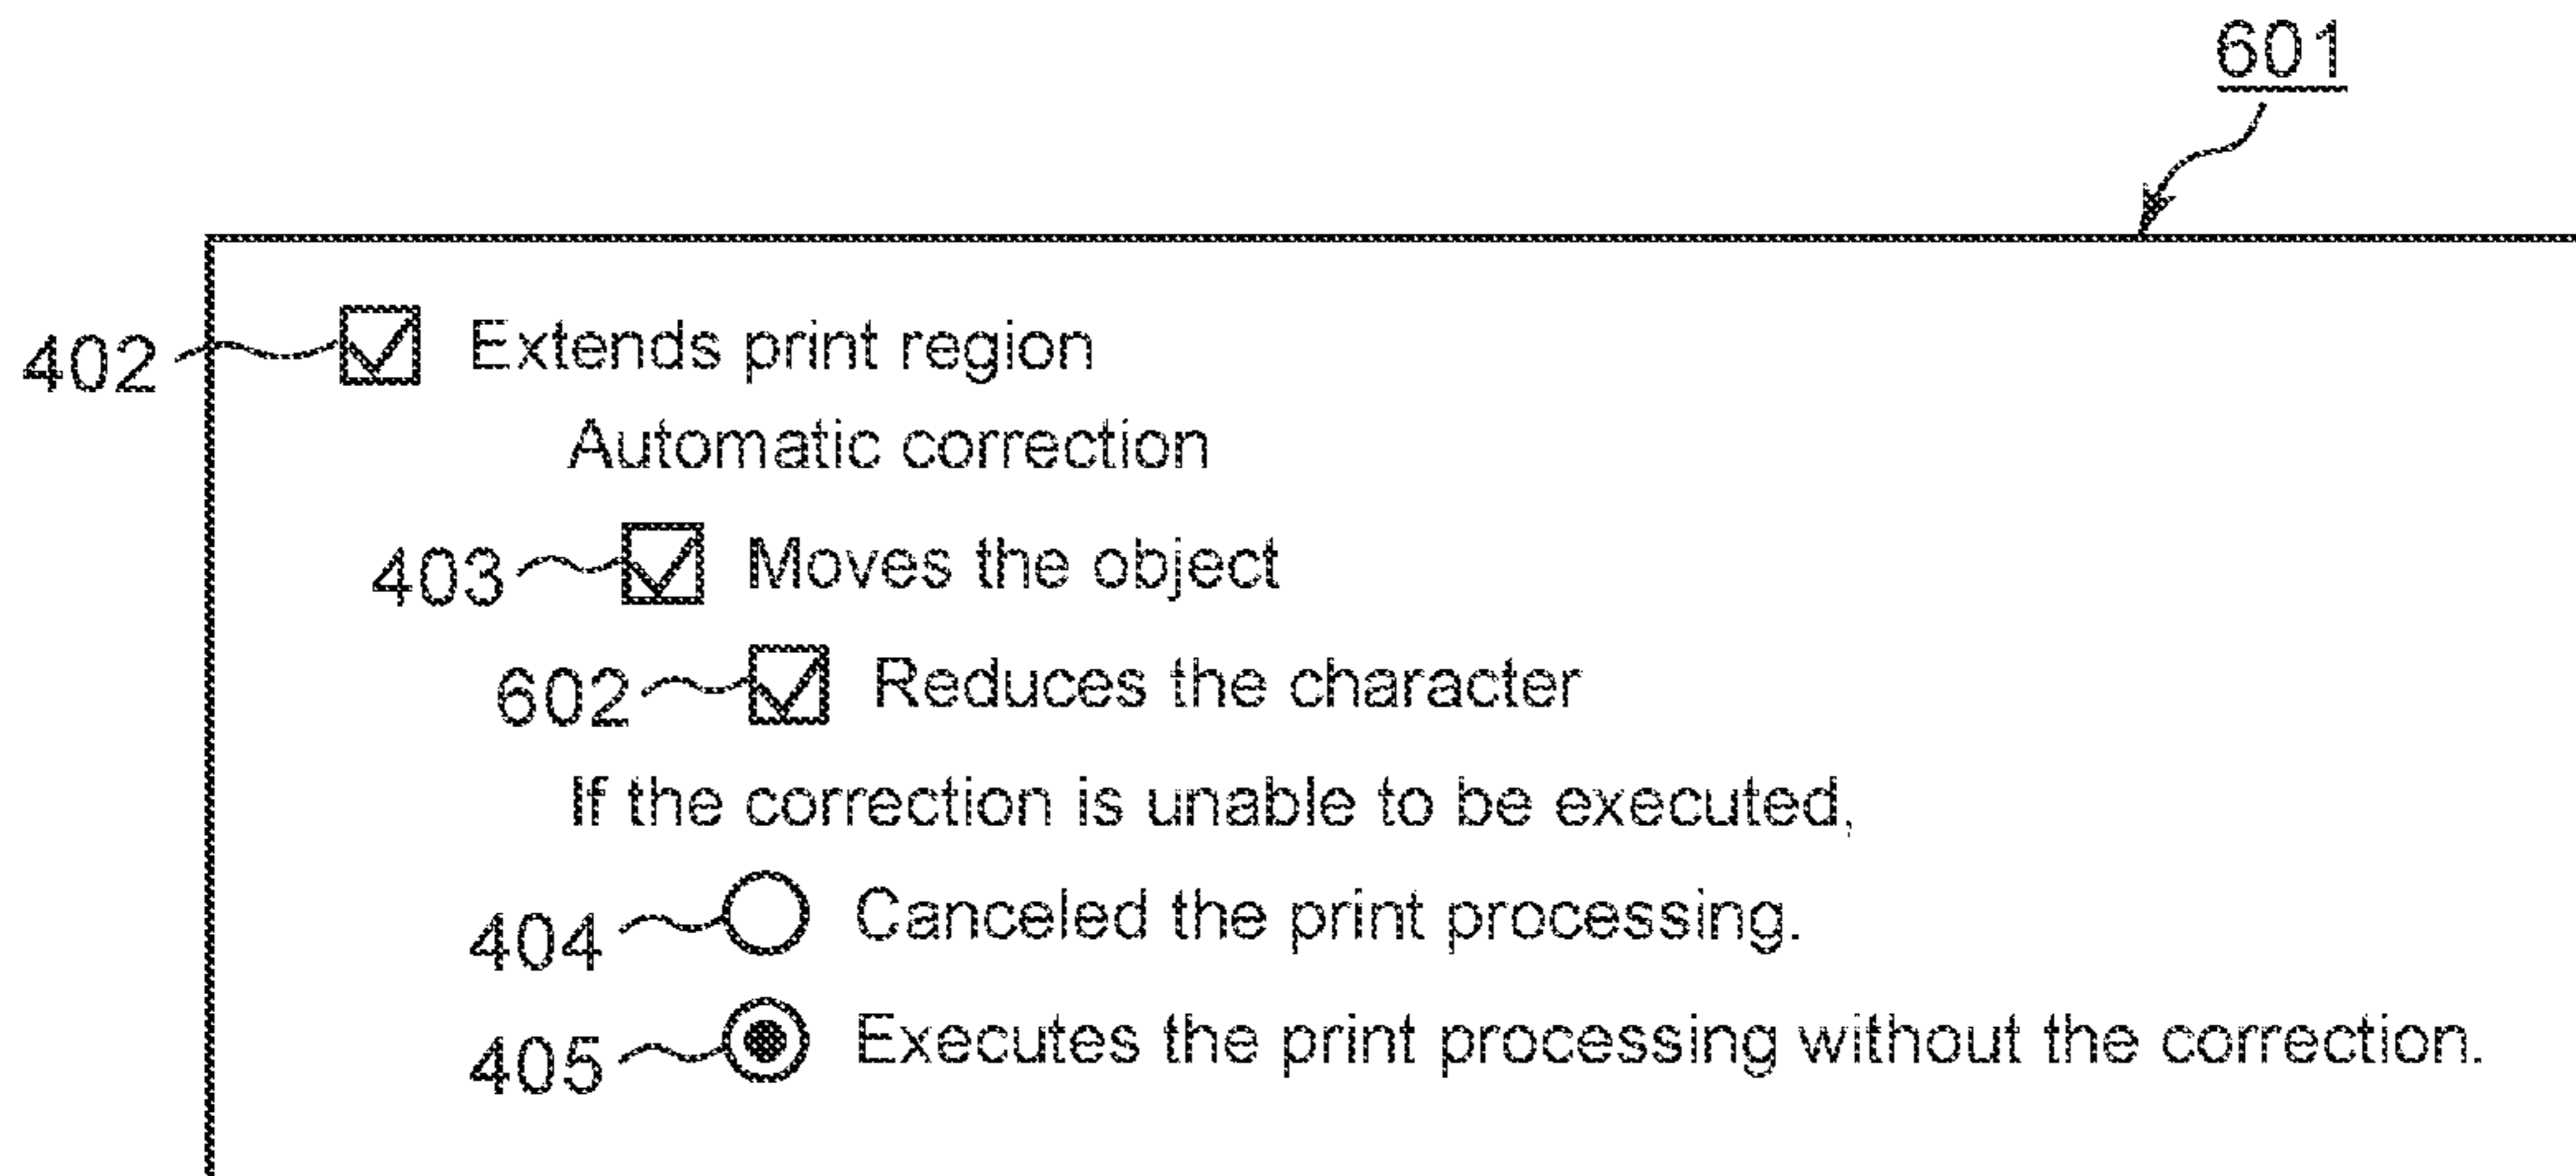 601
402 Extends print region
Automatic correction
403 Moves the object
602 Reduces the character
If the correction is unable to be executed,
404 Canceled the print processing.
405 Executes the print processing without the correction.